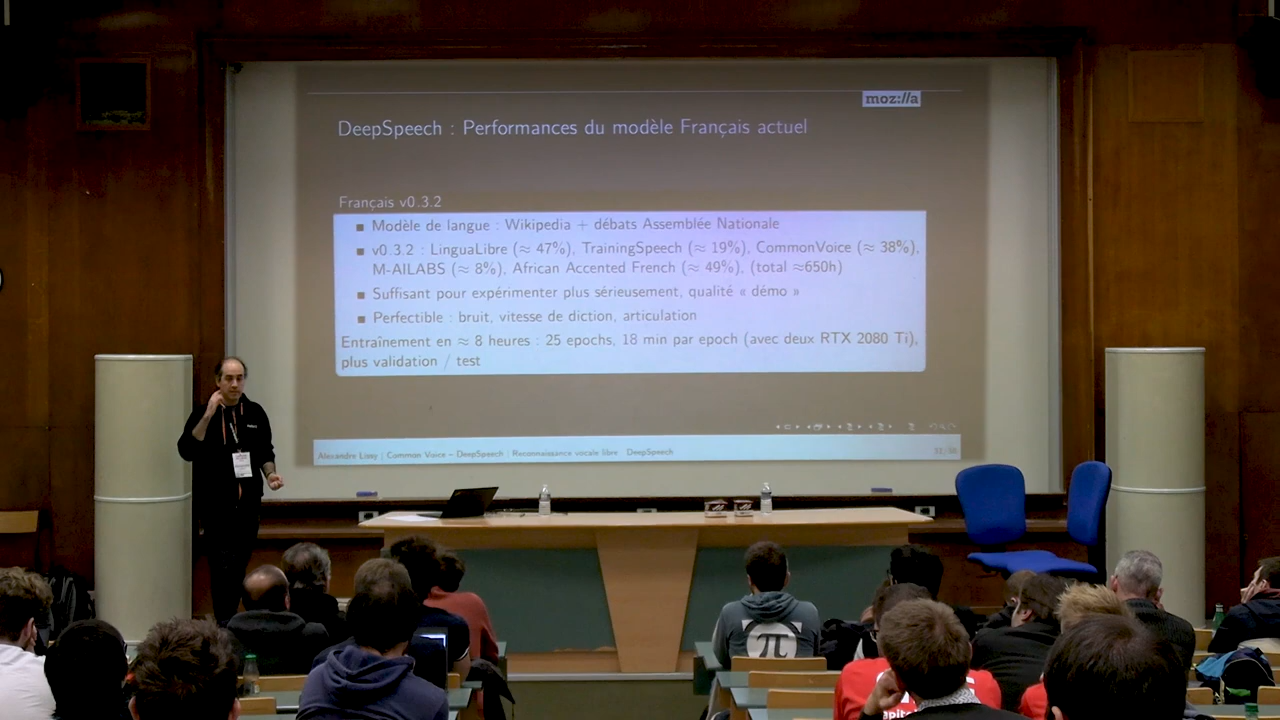 moz://a
DeepSpeech : Performances du modèle Français actuel
Français v0.3.2
Modèle de langue : Wikipedia + débats Assemblée Nationale
v0.3.2 : LinguaLibre (≈ 47%), TrainingSpeech (≈ 19%), CommonVoice (≈ 38%),
M-AILABS (≈ 8%), African Accented French (≈ 49%), (total ≈650h)
Suffisant pour expérimenter plus sérieusement, qualité « démo »
Perfectible : bruit, vitesse de diction, articulation
Entraînement en ≈ 8 heures : 25 epochs, 18 min par epoch (avec deux RTX 2080 Ti),
plus validation / test
Alexandre Lissy | Common Voice – DeepSpeech : Reconnaissance vocale libre DeepSpeech
π